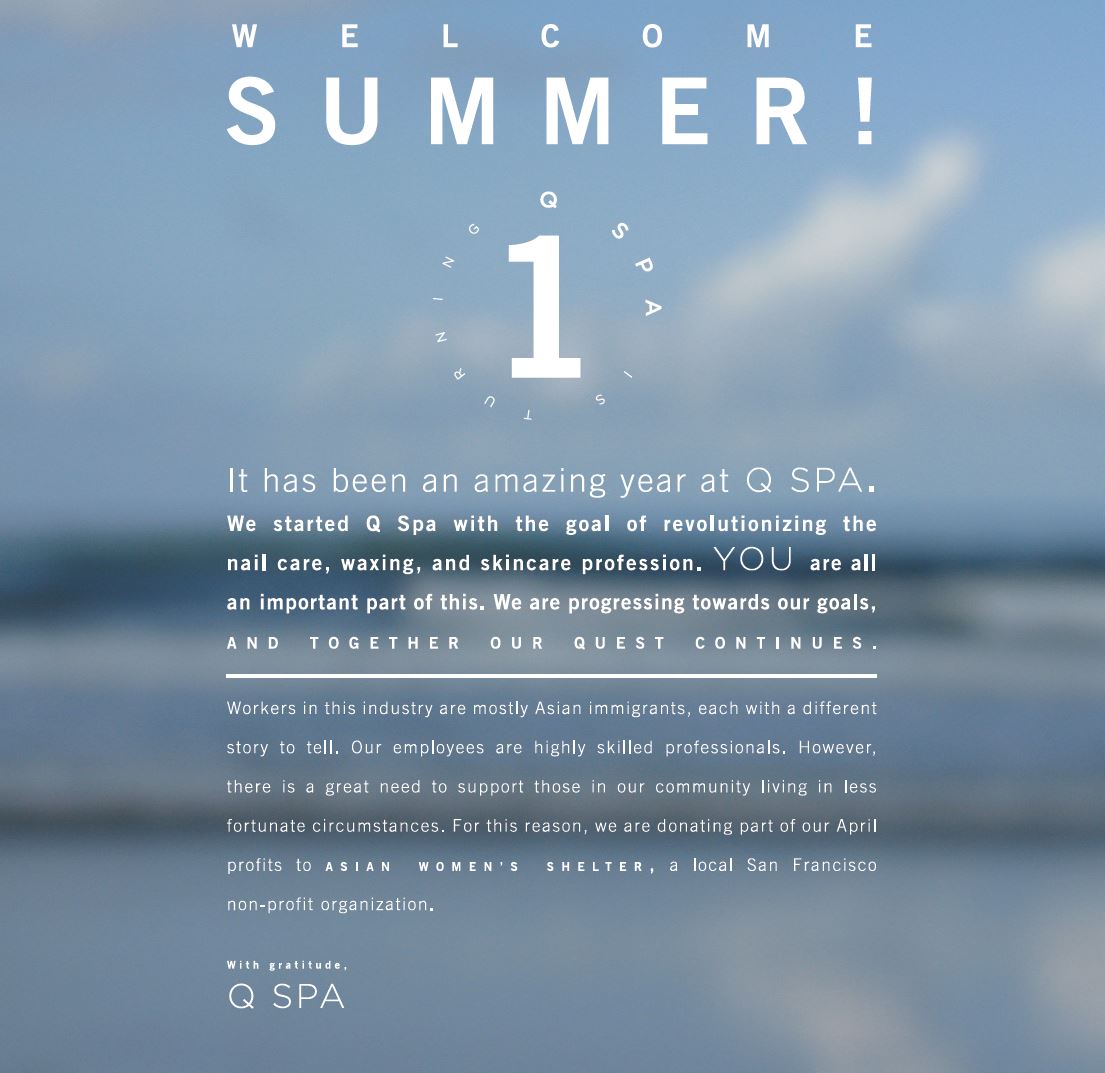 WELCOME
SUMMER!
Q SPA IS TURNING
1
It has been an amazing year at Q SPA.
We started Q Spa with the goal of revolutionizing the
nail care, waxing, and skincare profession. YOU are all
an important part of this. We are progressing towards our goals,
AND TOGETHER OUR QUEST CONTINUES.
Workers in this industry are mostly Asian immigrants, each with a different
story to tell. Our employees are highly skilled professionals. However,
there is a great need to support those in our community living in less
fortunate circumstances. For this reason, we are donating part of our April
profits to ASIAN WOMEN'S SHELTER, a local San Francisco
non-profit organization.
With gratitude,
Q SPA